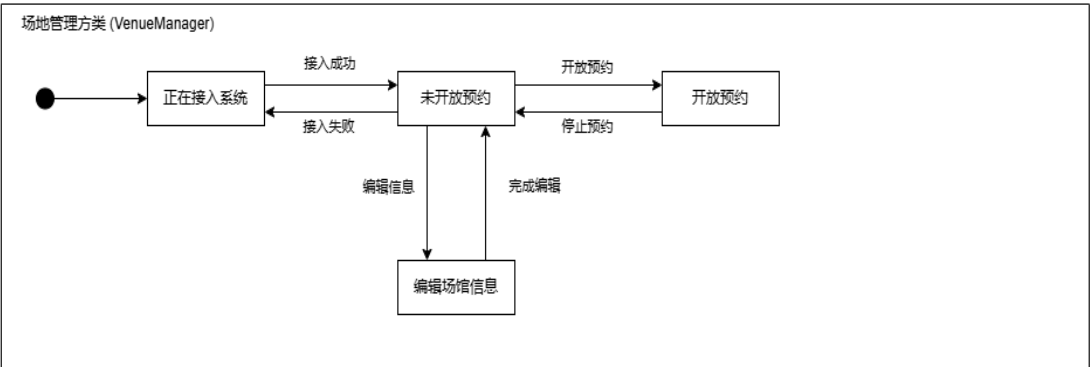 场地管理方类 (VenueManager)
接入成功
开放预约
正在接入系统
未开放预约
开放预约
接入失败
停止预约
编辑信息
完成编辑
编辑场馆信息